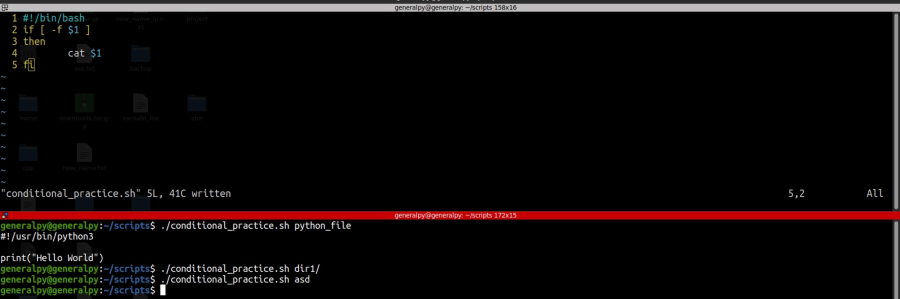 generalpy@generalpy: ~/scripts 158x16
1 #!/bin/bash
2 if [ -f $1 ]
3 then
4         cat $1
5 fi
~
~
~
~
~
~
~
~
~
"conditional_practice.sh" 5L, 41C written 5,2 All
generalpy@generalpy: ~/scripts 172x15
generalpy@generalpy:~/scripts$ ./conditional_practice.sh python_file
#!/usr/bin/python3

print("Hello World")
generalpy@generalpy:~/scripts$ ./conditional_practice.sh dir1/
generalpy@generalpy:~/scripts$ ./conditional_practice.sh asd
generalpy@generalpy:~/scripts$